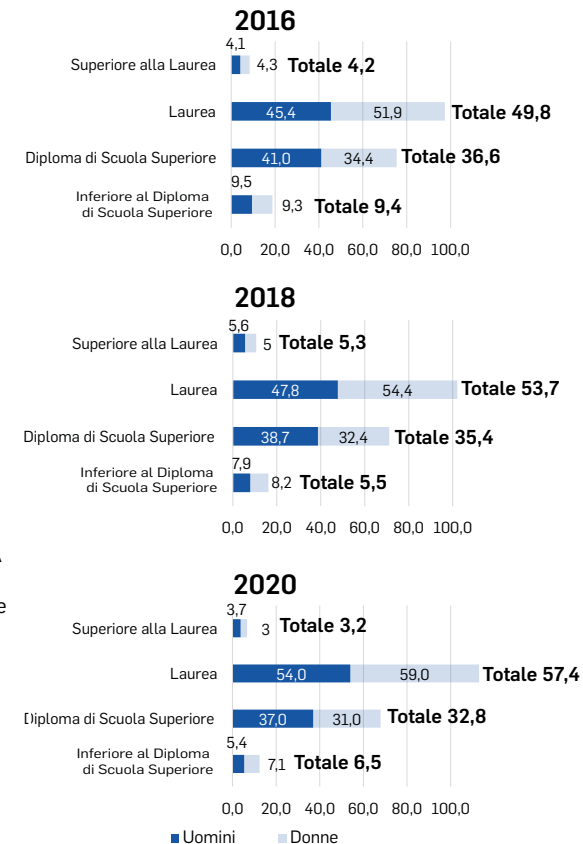 2016
4,1
Superiore alla Laurea 4,3 Totale 4,2
Laurea 45,4 51,9 Totale 49,8
Diploma di Scuola Superiore 41,0 34,4 Totale 36,6
9,5
Inferiore al Diploma
di Scuola Superiore 9,3 Totale 9,4
0,0 20,0 40,0 60,0 80,0 100,0
2018
5,6
Superiore alla Laurea 5 Totale 5,3
Laurea 47,8 54,4 Totale 53,7
Diploma di Scuola Superiore 38,7 32,4 Totale 35,4
7,9
Inferiore al Diploma
di Scuola Superiore 8,2 Totale 5,5
0,0 20,0 40,0 60,0 80,0 100,0
2020
3,7
Superiore alla Laurea 3 Totale 3,2
Laurea 54,0 59,0 Totale 57,4
Diploma di Scuola Superiore 37,0 31,0 Totale 32,8
5,4
Inferiore al Diploma
di Scuola Superiore 7,1 Totale 6,5
0,0 20,0 40,0 60,0 80,0 100,0
Uomini Donne